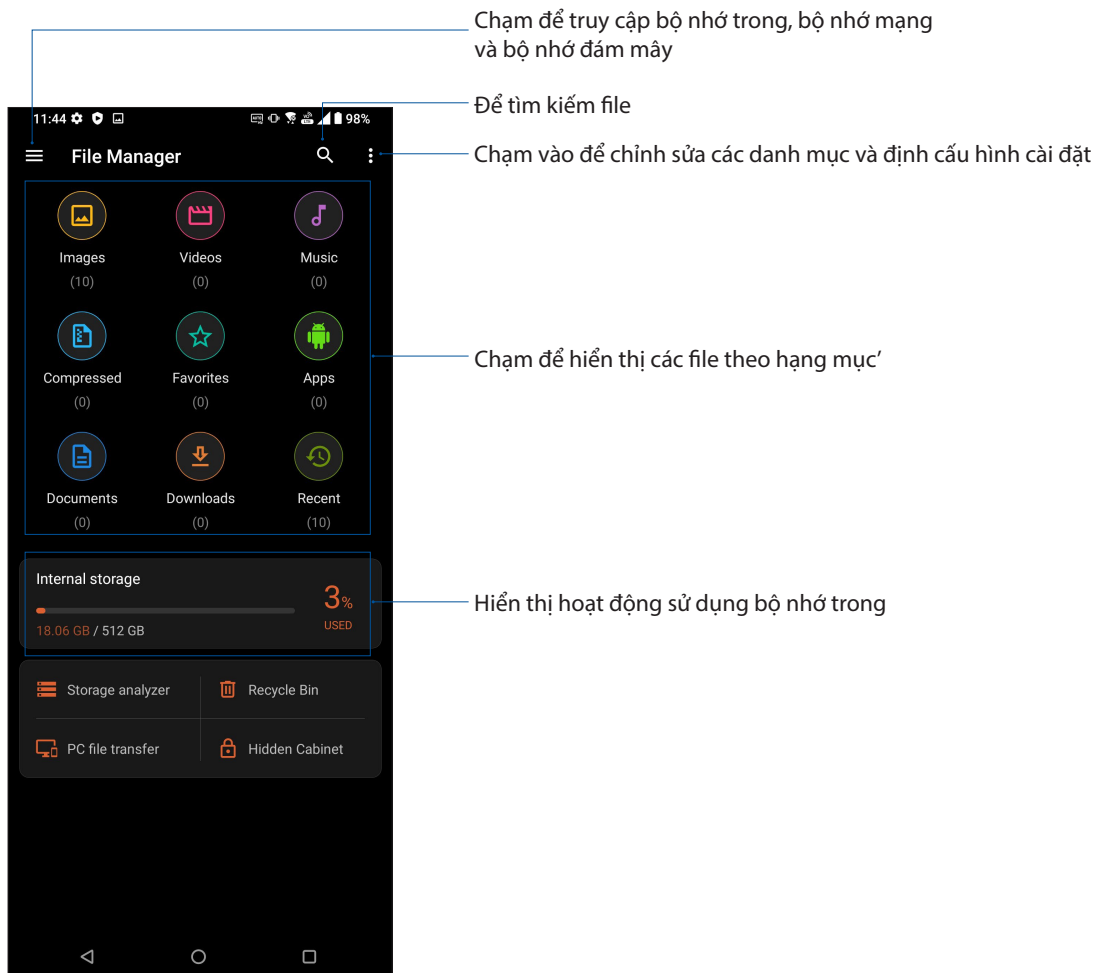 Chạm để truy cập bộ nhớ trong, bộ nhớ mạng
và bộ nhớ đám mây
Để tìm kiếm file
Chạm vào để chỉnh sửa các danh mục và định cấu hình cài đặt
Chạm để hiển thị các file theo hạng mục’
Hiển thị hoạt động sử dụng bộ nhớ trong
11:44
98%
File Manager
Images
Videos
Music
(10)
(0)
(0)
Compressed
Favorites
Apps
(0)
(0)
(0)
Documents
Downloads
Recent
(0)
(0)
(10)
Internal storage
3%
USED
18.06 GB / 512 GB
Storage analyzer
Recycle Bin
PC file transfer
Hidden Cabinet